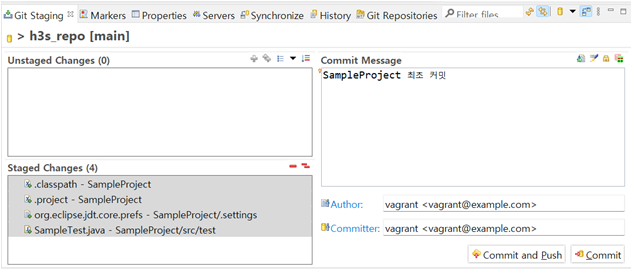 Git Staging Markers Properties Servers Synchronize History Git Repositories Filter files
> h3s_repo [main]
Unstaged Changes (0)
Commit Message
SampleProject 최초 커밋
Staged Changes (4)
.classpath - SampleProject
.project - SampleProject
org.eclipse.jdt.core.prefs - SampleProject/.settings
SampleTest.java - SampleProject/src/test
Author: vagrant <vagrant@example.com>
Committer: vagrant <vagrant@example.com>
Commit and Push Commit